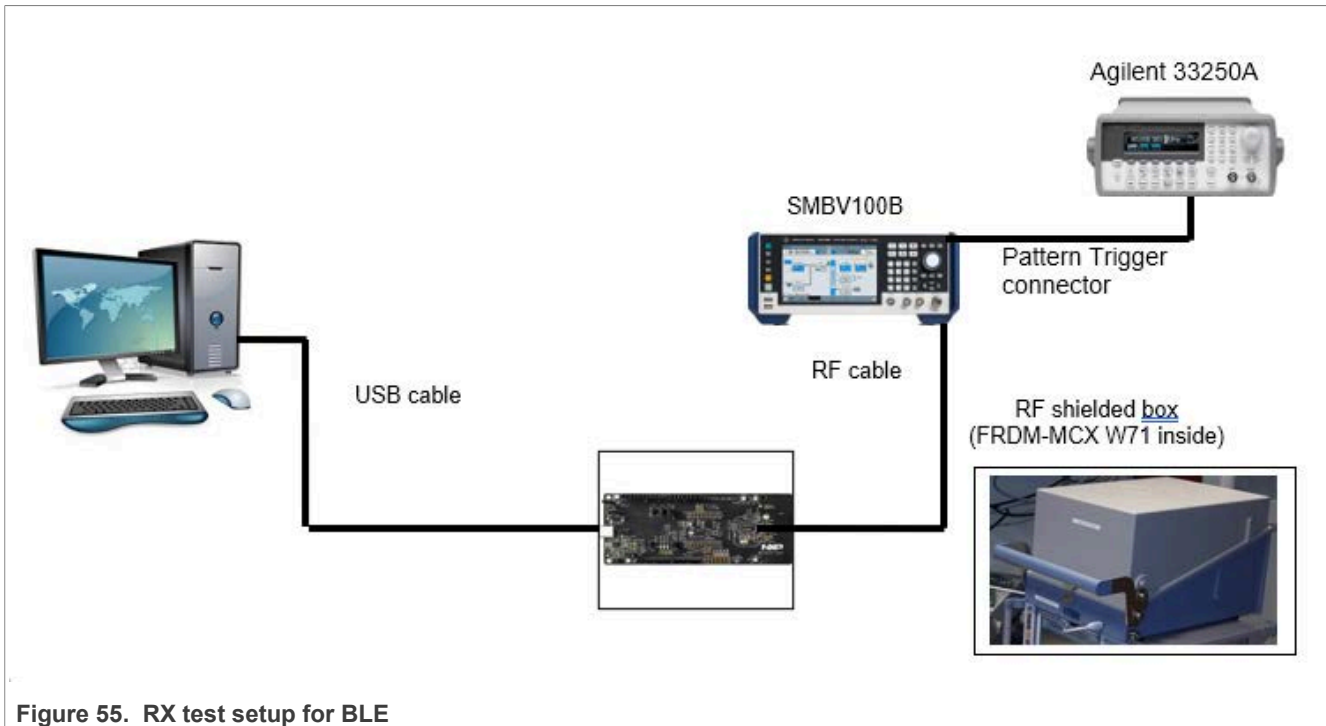 Agilent 33250A
SMBV100B
Pattern Trigger
connector
RF cable
USB cable
RF shielded box
(FRDM-MCX W71 inside)
NXP
Figure 55. RX test setup for BLE